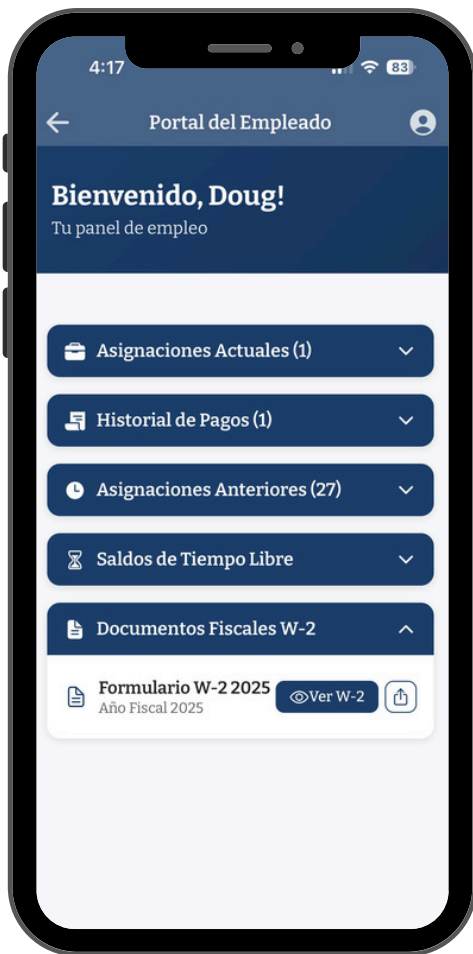 4:17
83
Portal del Empleado
Bienvenido, Doug!
Tu panel de empleo
Asignaciones Actuales (1)
Historial de Pagos (1)
Asignaciones Anteriores (27)
Saldos de Tiempo Libre
Documentos Fiscales W-2
Formulario W-2 2025
Año Fiscal 2025
Ver W-2